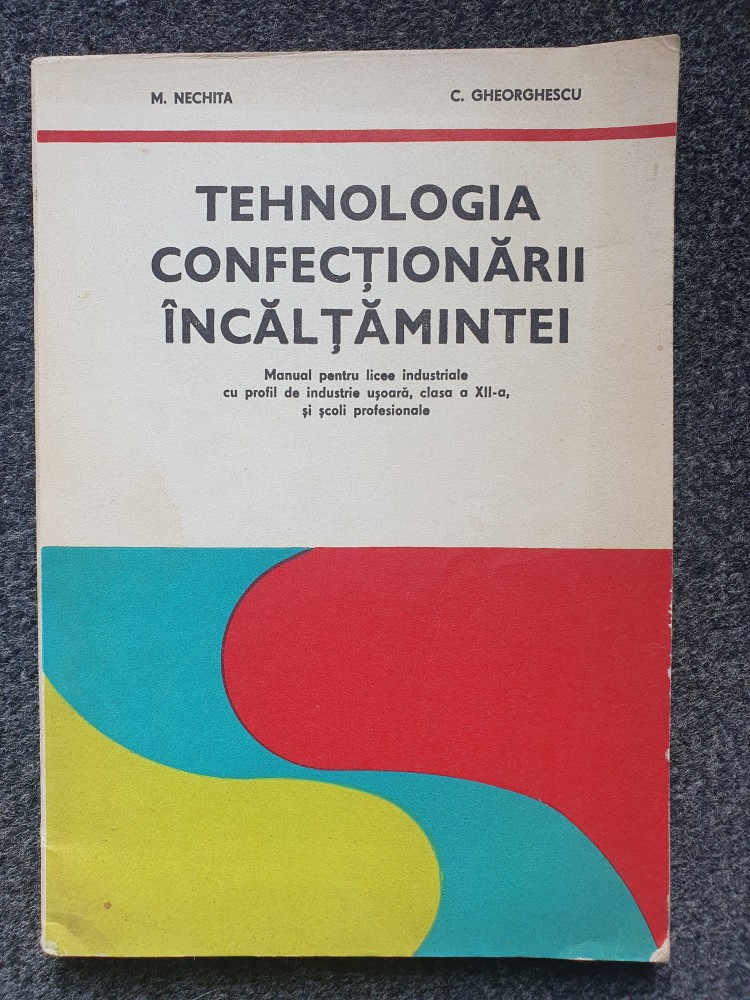 M. NECHITA
C. GHEORGHESCU
TEHNOLOGIA
CONFECȚIONĂRII
ÎNCĂLȚĂMINTEI
Manual pentru licee industriale
cu profil de industrie ușoară, clasa a XII-a,
și școli profesionale